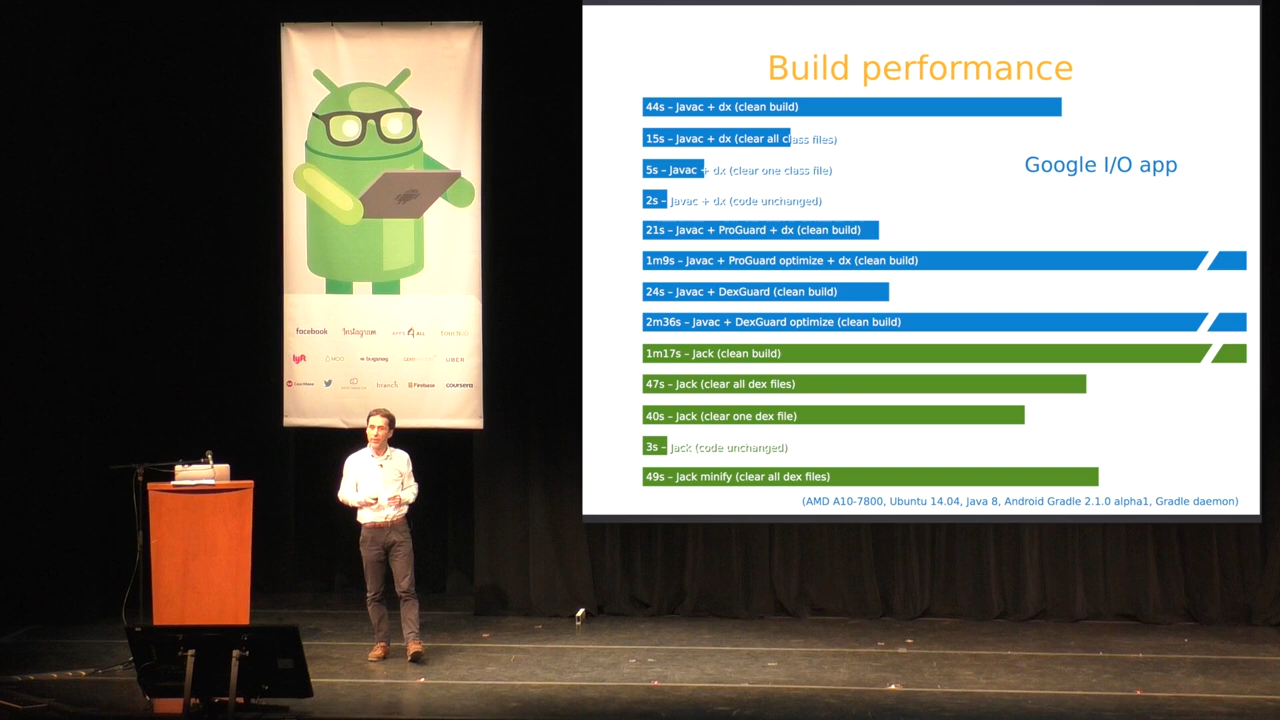 Build performance
44s – Javac + dx (clean build)
15s – Javac + dx (clear all class files)
Google I/O app
5s – Javac + dx (clear one class file)
2s – Javac + dx (code unchanged)
21s – Javac + ProGuard + dx (clean build)
1m9s – Javac + ProGuard optimize + dx (clean build)
24s – Javac + DexGuard (clean build)
2m36s – Javac + DexGuard optimize (clean build)
1m17s – Jack (clean build)
47s – Jack (clear all dex files)
40s – Jack (clear one dex file)
3s – Jack (code unchanged)
49s – Jack minify (clear all dex files)
(AMD A10-7800, Ubuntu 14.04, Java 8, Android Gradle 2.1.0 alpha1, Gradle daemon)
facebook Instagram APPS 4 ALL
lyft MOO bugsnag UBER
branch Firebase coursera